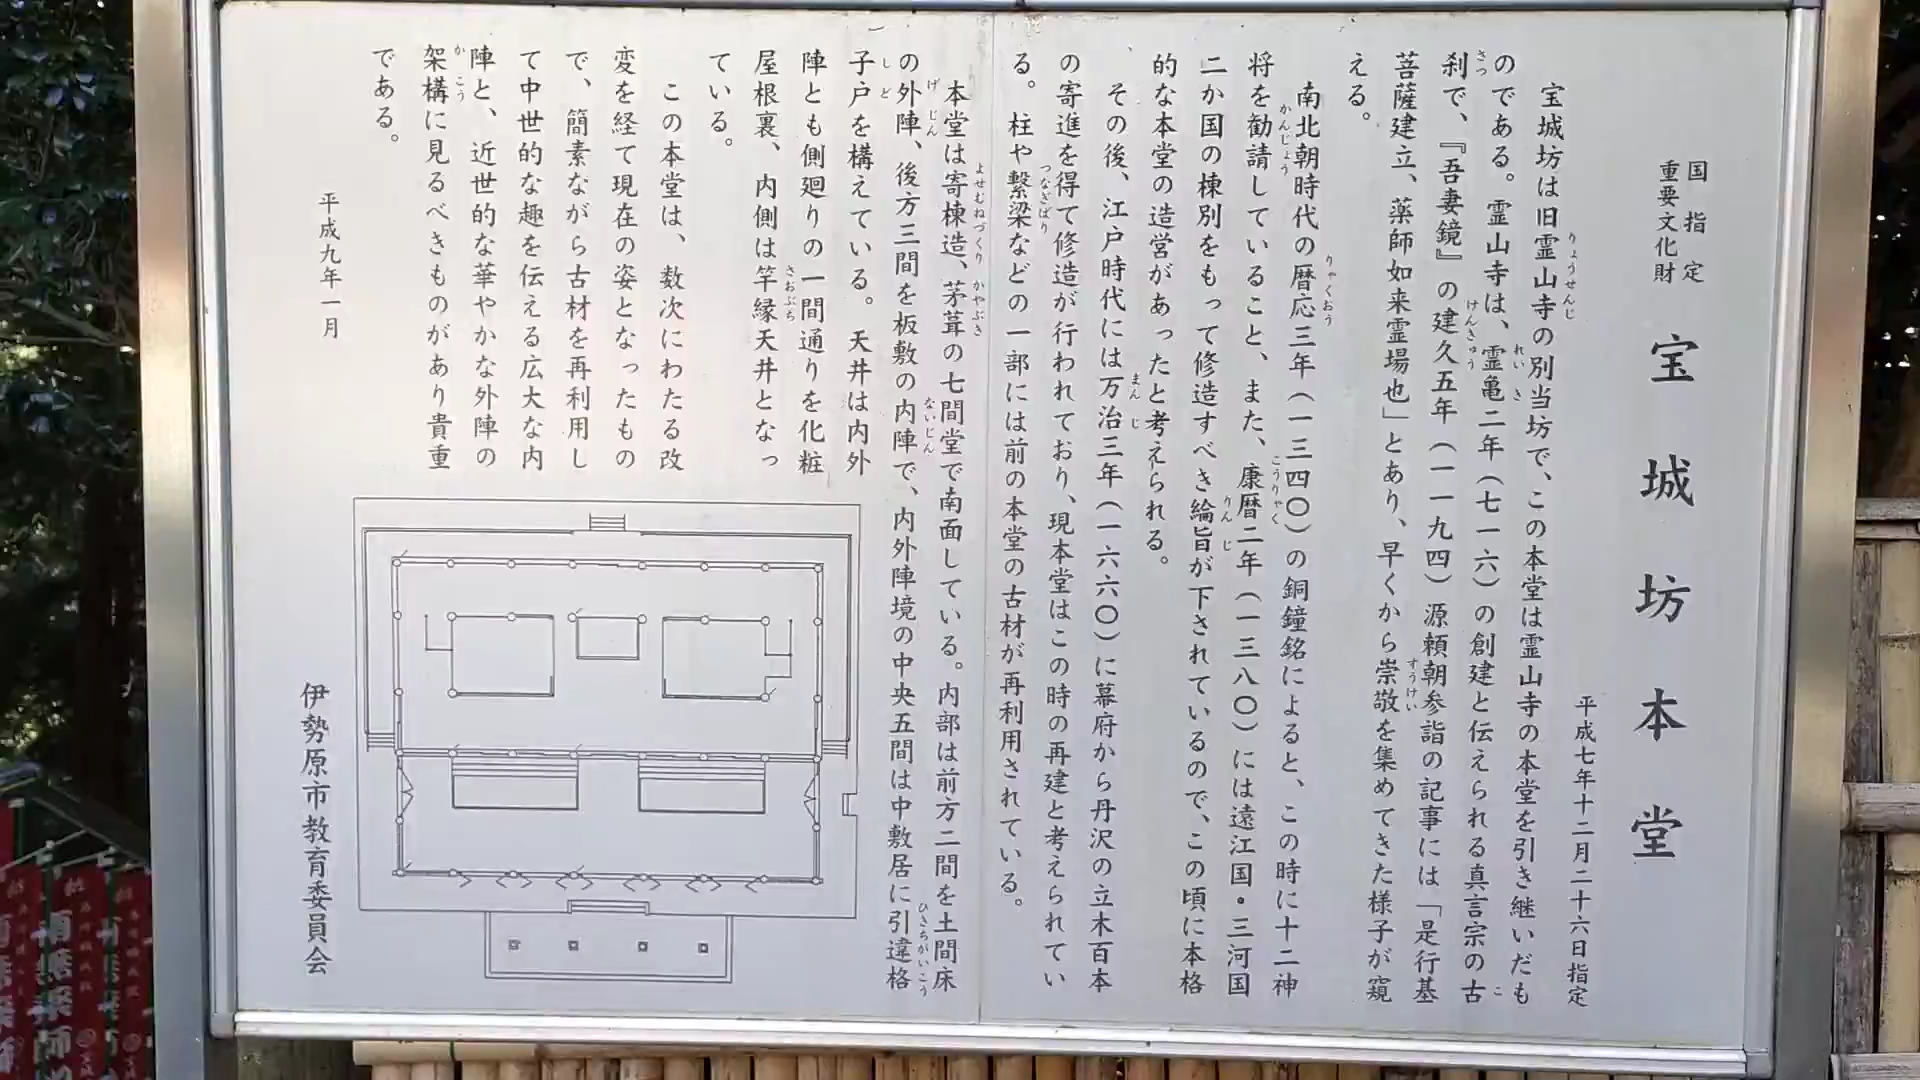 国指定
重要文化財
宝城坊本堂
平成七年十二月二十六日指定
宝城坊は旧霊山寺の別当坊で、この本堂は霊山寺の本堂を引き継いだも
のである。霊山寺は、霊亀二年（七一六）の創建と伝えられる真言宗の古
刹で、『吾妻鏡』の建久五年（一一九四）源頼朝参詣の記事には「是行基
菩薩建立、薬師如来霊場也」とあり、早くから崇敬を集めてきた様子が窺
える。
南北朝時代の暦応三年（一三四〇）の銅鐘銘によると、この時に十二神
将を勧請していること、また、康暦二年（一三八〇）には遠江国・三河国
二か国の棟別をもって修造すべき綸旨が下されているので、この頃に本格
的な本堂の造営があったと考えられる。
その後、江戸時代には万治三年（一六六〇）に幕府から丹沢の立木百本
の寄進を得て修造が行われており、現本堂はこの時の再建と考えられてい
る。柱や繋梁などの一部には前の本堂の古材が再利用されている。
本堂は寄棟造、茅葺の七間堂で南面している。内部は前方二間を土間床
の外陣、後方三間を板敷の内陣で、内外陣境の中央五間は中敷居に引違格
子戸を構えている。天井は内外
陣とも側廻りの一間通りを化粧
屋根裏、内側は竿縁天井となっ
ている。
この本堂は、数次にわたる改
変を経て現在の姿となったもの
で、簡素ながら古材を再利用し
て中世的な趣を伝える広大な内
陣と、近世的な華やかな外陣の
架構に見るべきものがあり貴重
である。
平成九年一月
伊勢原市教育委員会